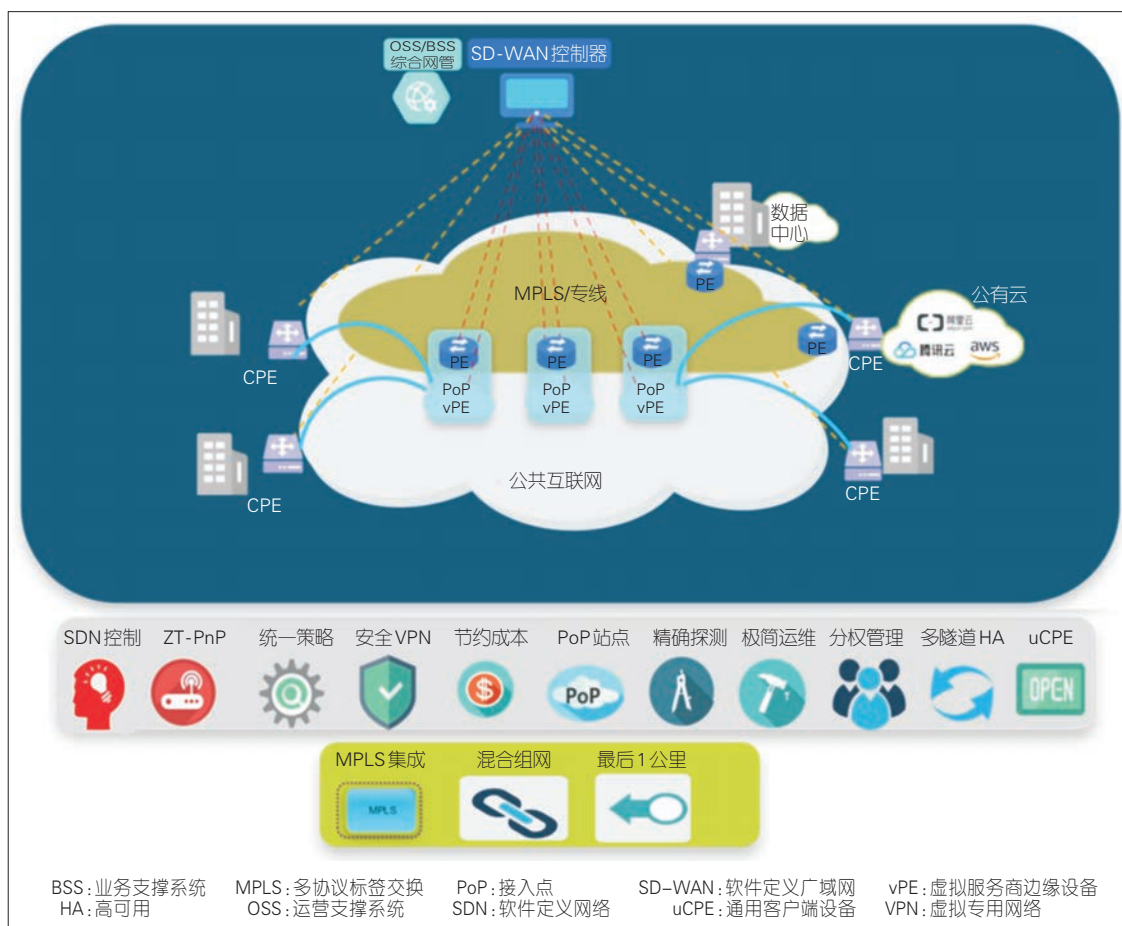 OSS/BSS
综合网管
SD-WAN控制器
数据
中心
MPLS/专线
PE
公有云
阿里云
腾讯云
aws
PE
CPE
CPE
PE
PE
PE
PoP
vPE
PoP
vPE
PoP
vPE
CPE
CPE
公共互联网
SDN控制
ZT-PnP
统一策略
安全VPN
节约成本
PoP站点
精确探测
极简运维
分权管理
多隧道HA
uCPE
PoP
OPEN
MPLS集成
混合组网
最后1公里
MPLS
BSS:业务支撑系统 MPLS:多协议标签交换 PoP:接入点 SD-WAN:软件定义广域网 vPE:虚拟服务商边缘设备
HA:高可用 OSS:运营支撑系统 SDN:软件定义网络 uCPE:通用客户端设备 VPN:虚拟专用网络